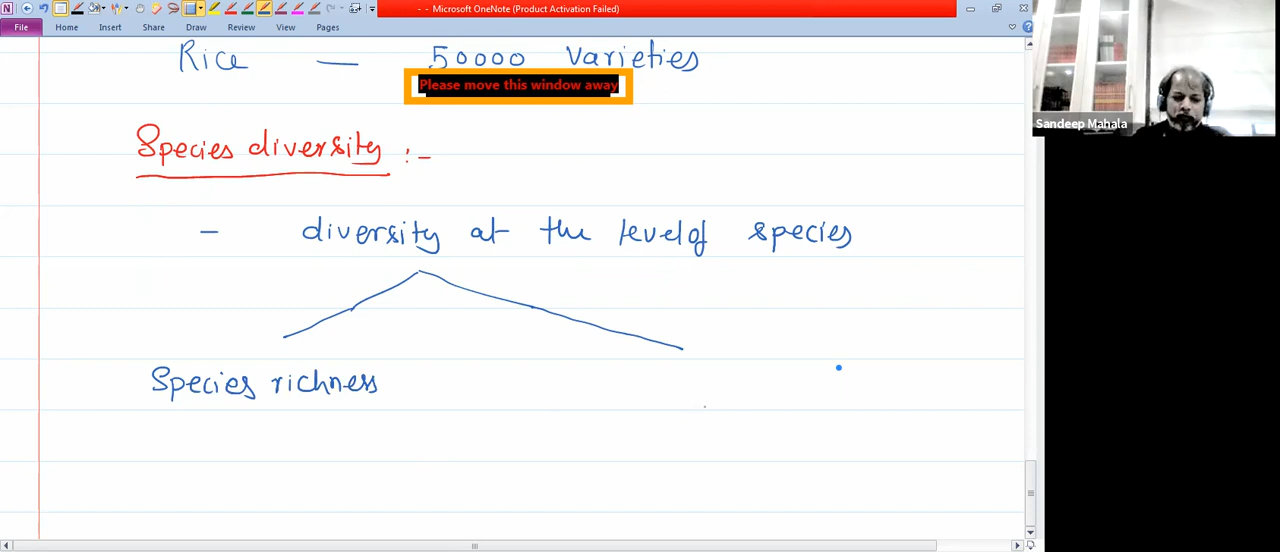 - - Microsoft OneNote (Product Activation Failed)
File Home Insert Share Draw Review View Pens
Rice — 50000 Varieties
Please move this window away
Sandeep Mahala
Species diversity :-
- diversity at the level of species
Species richness